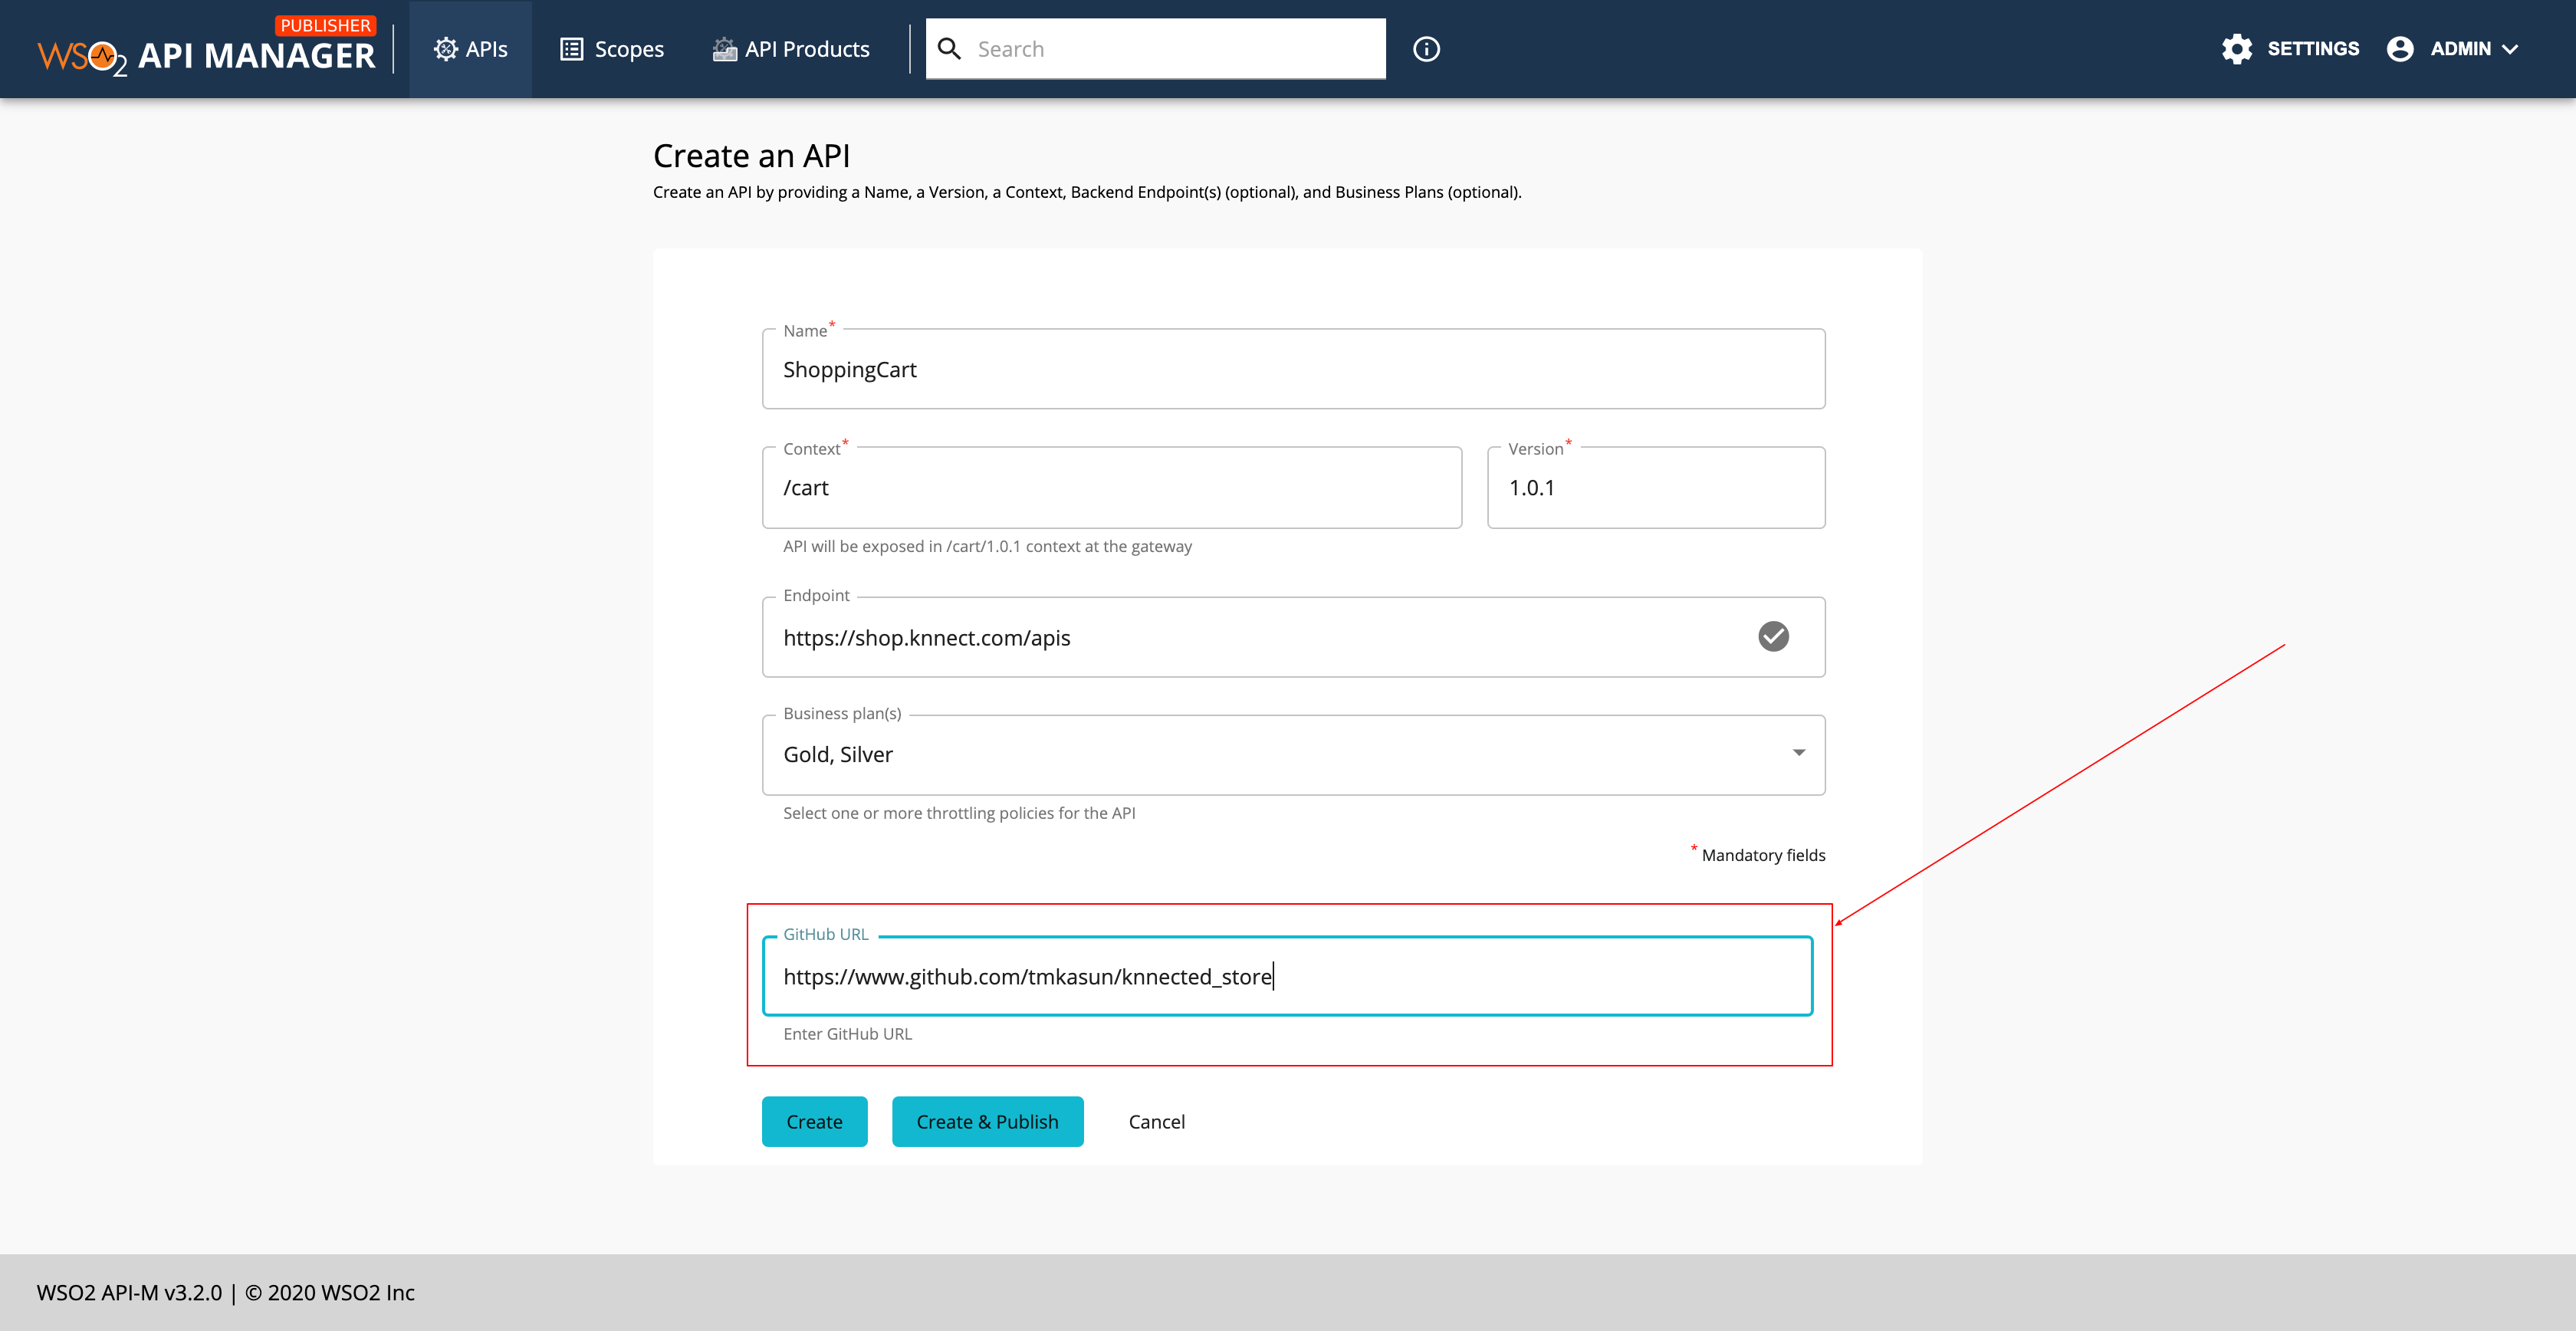 PUBLISHER
WSO2 API MANAGER
APIs
Scopes
API Products
Search
SETTINGS
ADMIN
Create an API
Create an API by providing a Name, a Version, a Context, Backend Endpoint(s) (optional), and Business Plans (optional).
Name*
ShoppingCart
Context*
/cart
Version*
1.0.1
API will be exposed in /cart/1.0.1 context at the gateway
Endpoint
https://shop.knnect.com/apis
Business plan(s)
Gold, Silver
Select one or more throttling policies for the API
* Mandatory fields
GitHub URL
https://www.github.com/tmkasun/knnected_store
Enter GitHub URL
Create
Create & Publish
Cancel
WSO2 API-M v3.2.0 | © 2020 WSO2 Inc